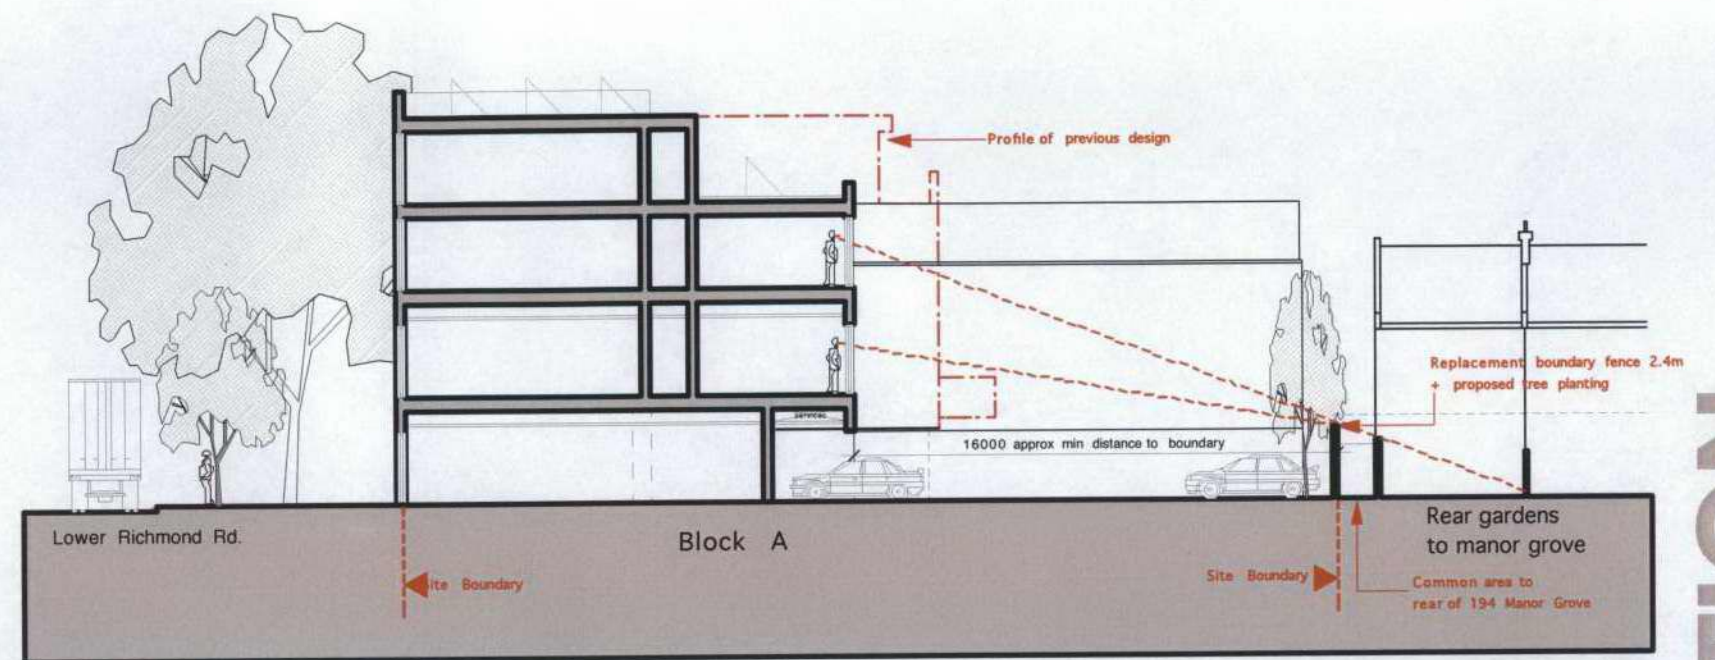 Profile of previous design
Replacement boundary fence 2.4m
+ proposed tree planting
services
16000 approx min distance to boundary
Lower Richmond Rd.
Block A
Rear gardens
to manor grove
Site Boundary
Site Boundary
Common area to
rear of 194 Manor Grove